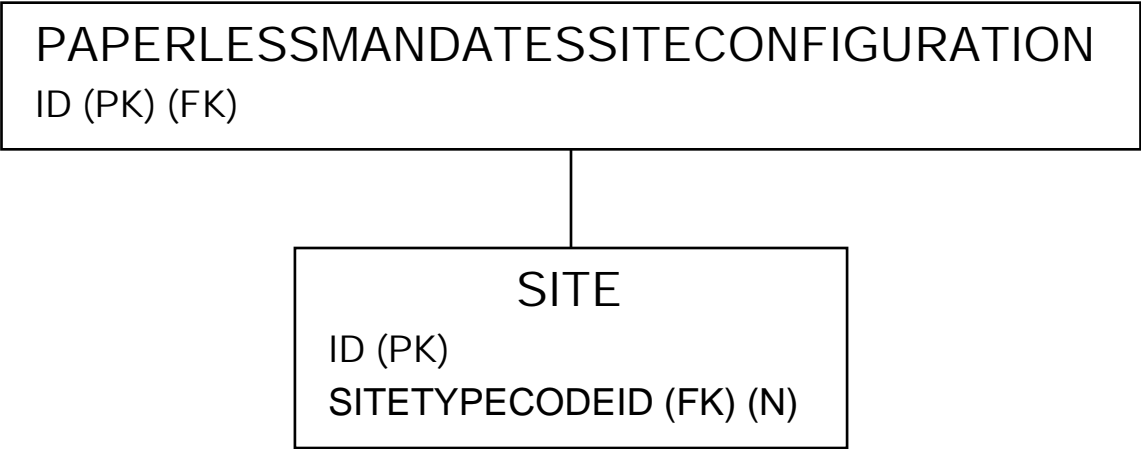 PAPERLESSMANDATESSITECONFIGURATION
ID (PK) (FK)
SITE
ID (PK)
SITETYPECODEID (FK) (N)